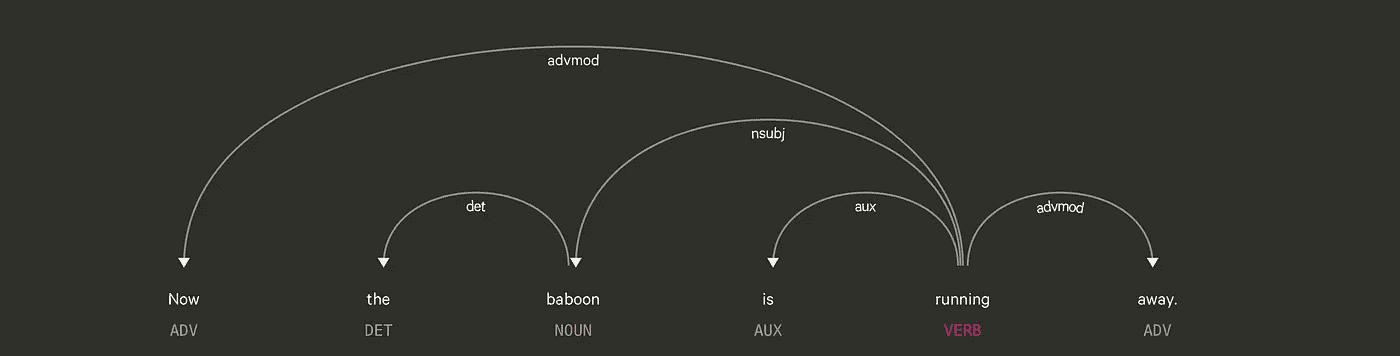 advmod
nsubj
det aux advmod
Now the baboon is running away.
ADV DET NOUN AUX VERB ADV